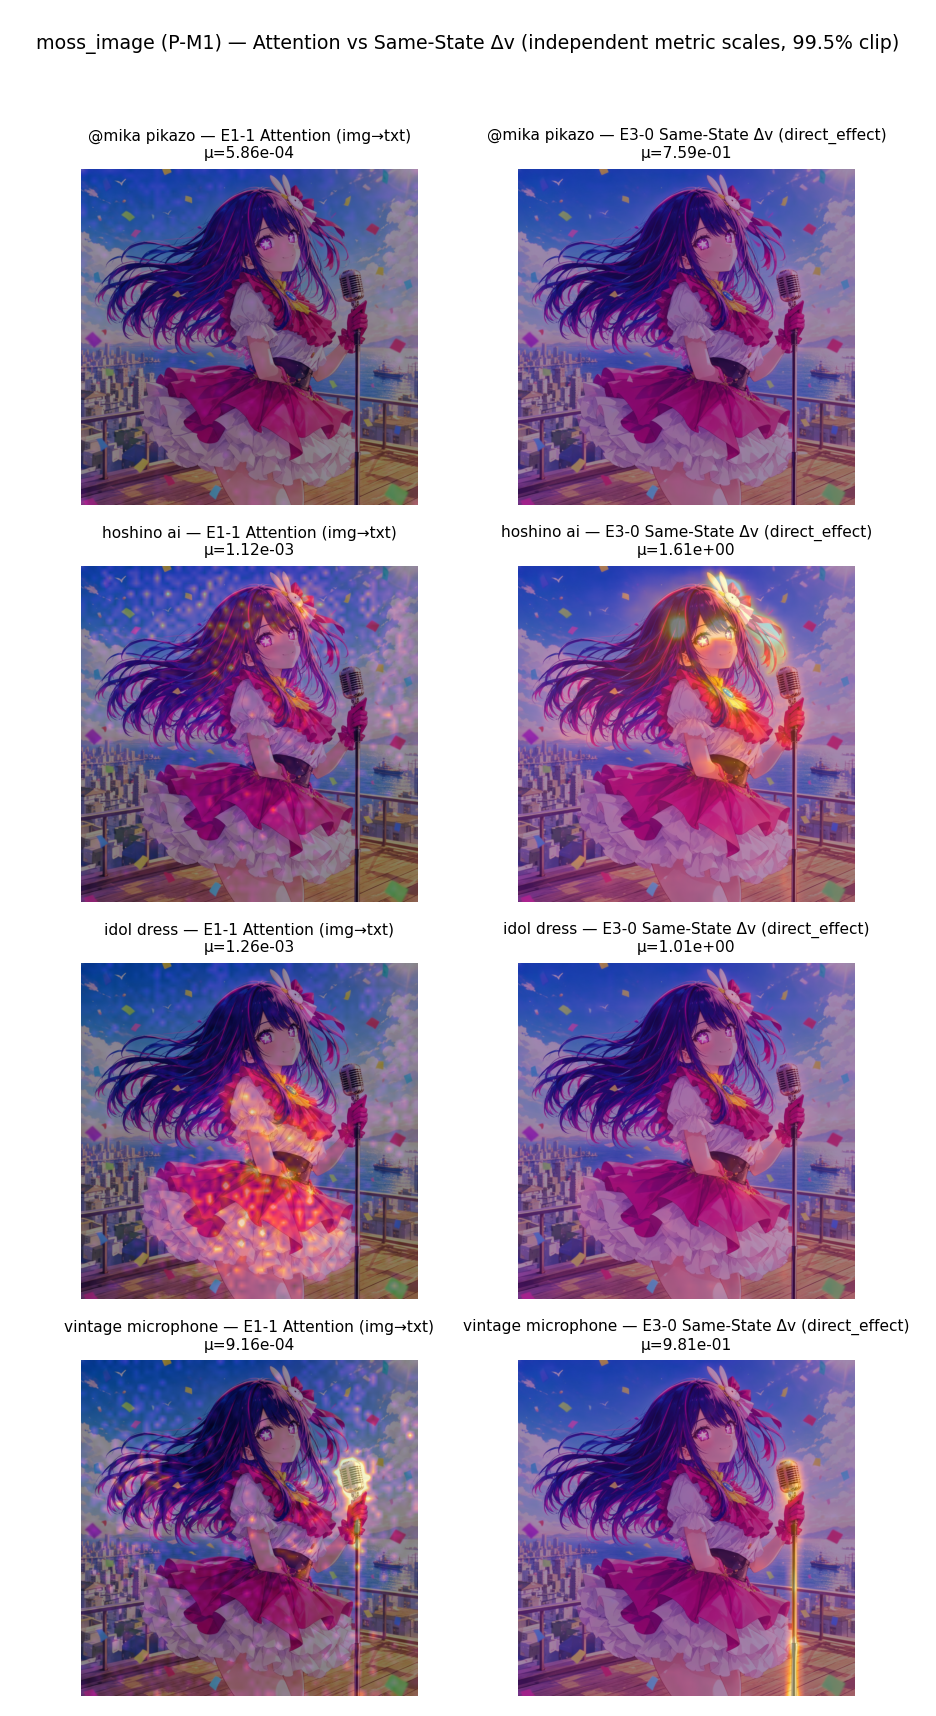 moss_image (P-M1) — Attention vs Same-State Δv (independent metric scales, 99.5% clip)
@mika pikazo — E1-1 Attention (img→txt)
μ=5.86e-04
@mika pikazo — E3-0 Same-State Δv (direct_effect)
μ=7.59e-01
hoshino ai — E1-1 Attention (img→txt)
μ=1.12e-03
hoshino ai — E3-0 Same-State Δv (direct_effect)
μ=1.61e+00
idol dress — E1-1 Attention (img→txt)
μ=1.26e-03
idol dress — E3-0 Same-State Δv (direct_effect)
μ=1.01e+00
vintage microphone — E1-1 Attention (img→txt)
μ=9.16e-04
vintage microphone — E3-0 Same-State Δv (direct_effect)
μ=9.81e-01